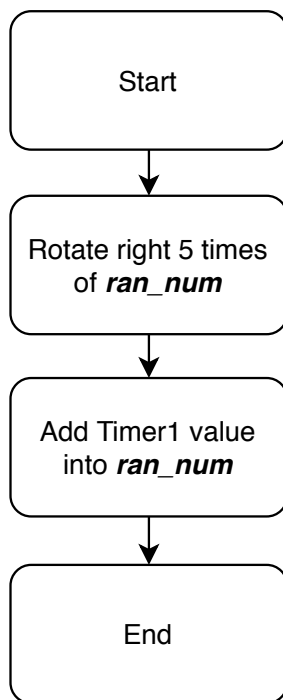 Start
Rotate right 5 times
of ran_num
Add Timer1 value
into ran_num
End